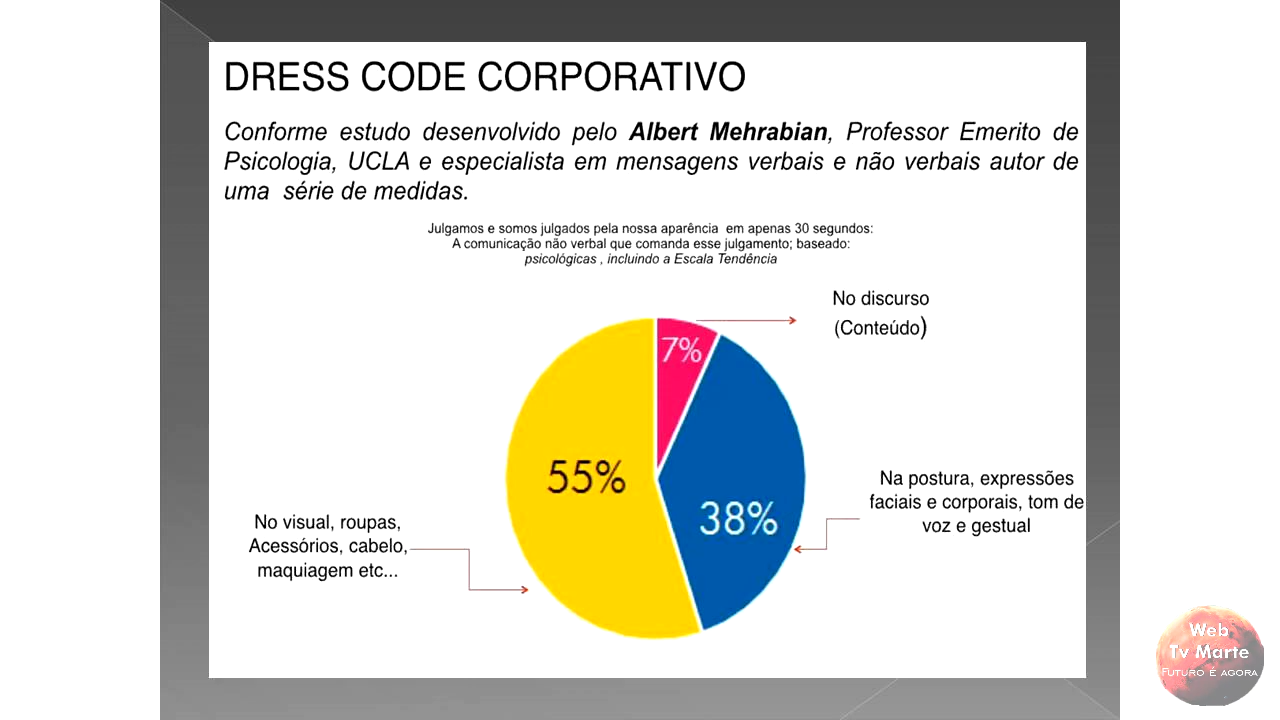 DRESS CODE CORPORATIVO
Conforme estudo desenvolvido pelo Albert Mehrabian, Professor Emerito de
Psicologia, UCLA e especialista em mensagens verbais e não verbais autor de
uma série de medidas.
Julgamos e somos julgados pela nossa aparência em apenas 30 segundos:
A comunicação não verbal que comanda esse julgamento; baseado:
psicológicas , incluindo a Escala Tendência
No discurso
(Conteúdo)
7%
55%
38%
Na postura, expressões
faciais e corporais, tom de
voz e gestual
No visual, roupas,
Acessórios, cabelo,
maquiagem etc...
Web
Tv Marte
FUTURO É AGORA